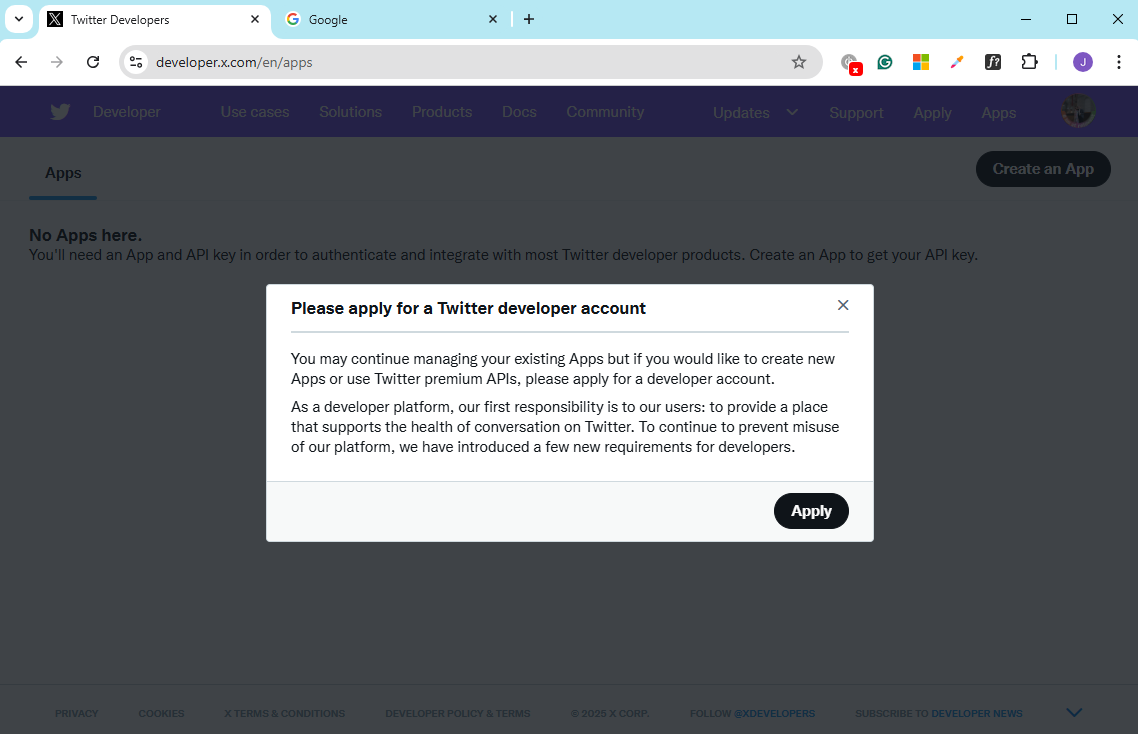 Twitter Developers
Google
developer.x.com/en/apps
x
f?
J
Developer Use cases Solutions Products Docs Community Updates Support Apply Apps
Apps
Create an App
No Apps here.
You'll need an App and API key in order to authenticate and integrate with most Twitter developer products. Create an App to get your API key.
Please apply for a Twitter developer account
You may continue managing your existing Apps but if you would like to create new
Apps or use Twitter premium APIs, please apply for a developer account.
As a developer platform, our first responsibility is to our users: to provide a place
that supports the health of conversation on Twitter. To continue to prevent misuse
of our platform, we have introduced a few new requirements for developers.
Apply
PRIVACY COOKIES X TERMS & CONDITIONS DEVELOPER POLICY & TERMS © 2025 X CORP. FOLLOW @XDEVELOPERS SUBSCRIBE TO DEVELOPER NEWS